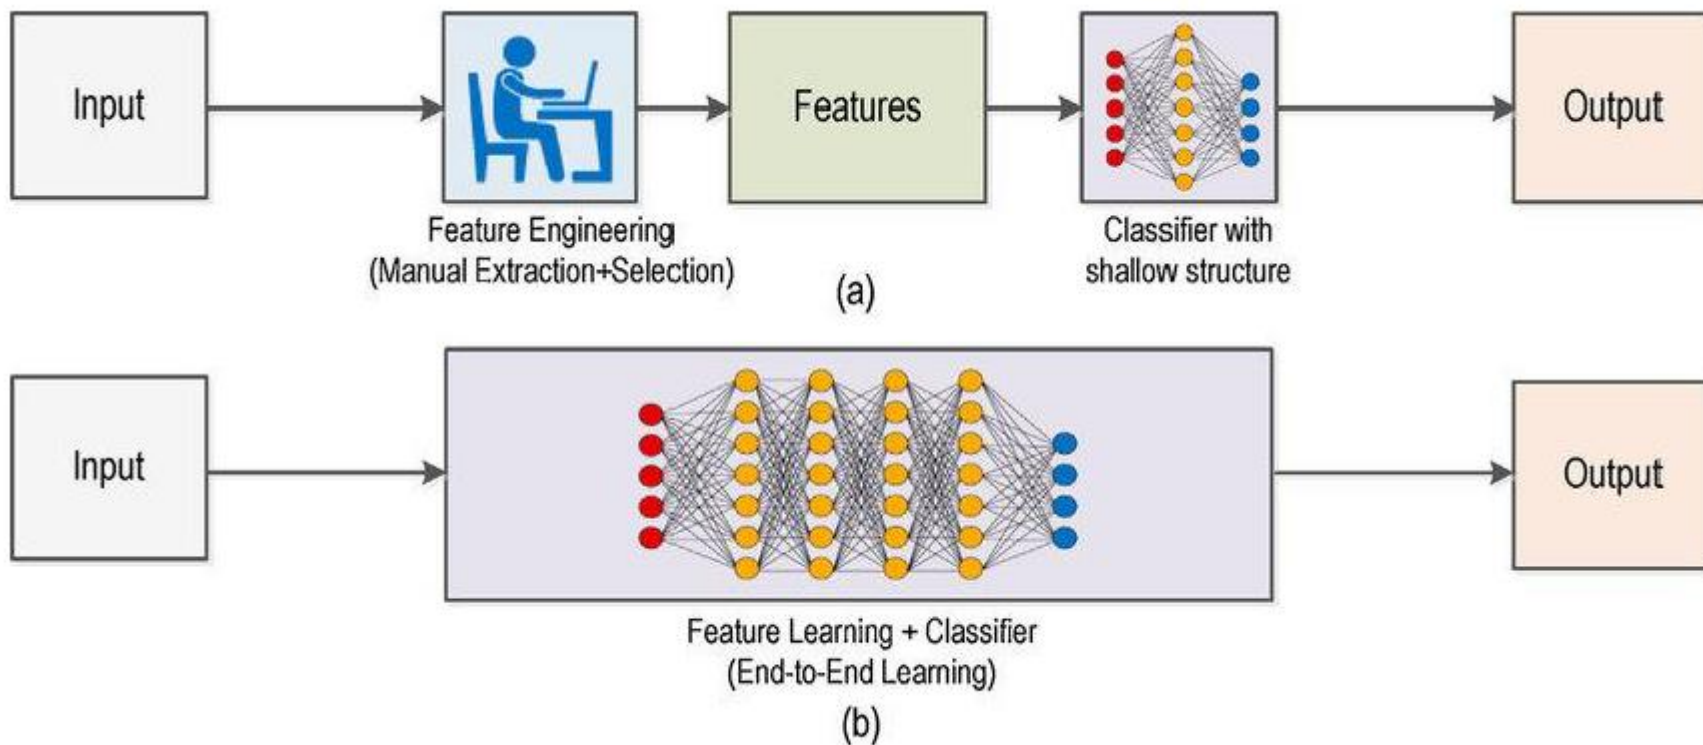 Input
Features
Output
Feature Engineering
(Manual Extraction+Selection)
Classifier with
shallow structure
(a)
Input
Output
Feature Learning + Classifier
(End-to-End Learning)
(b)